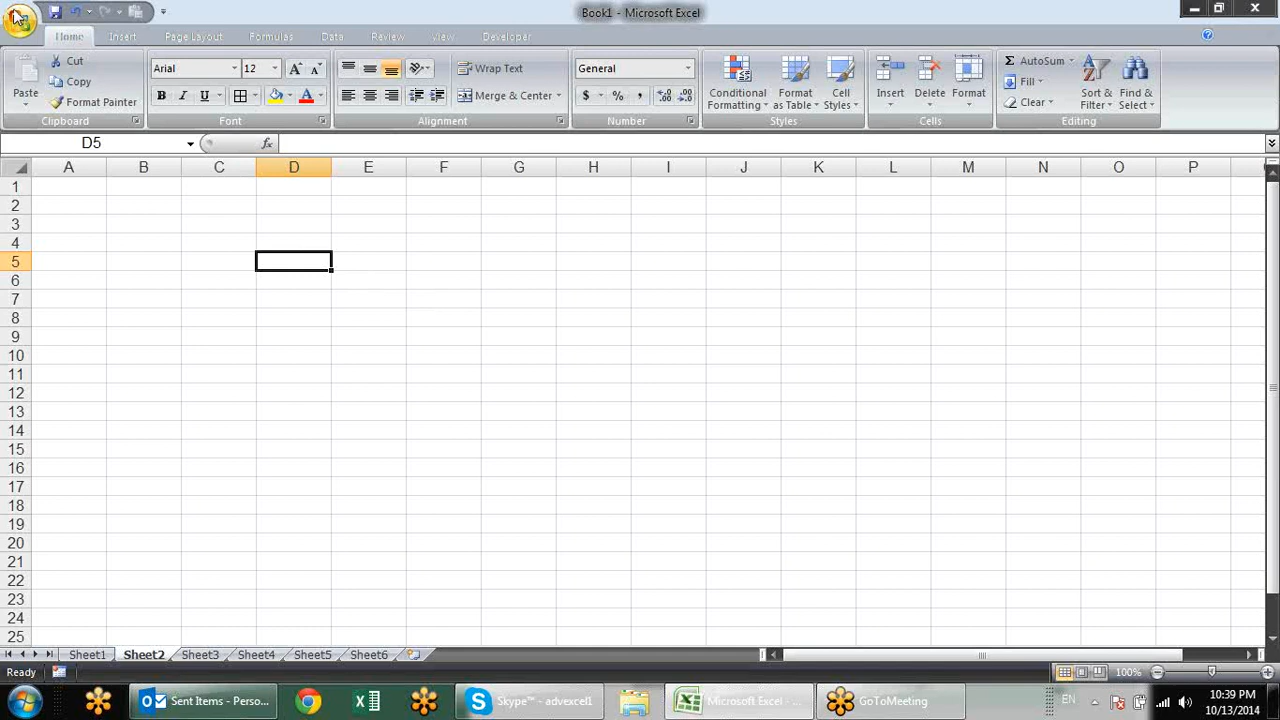 Book1 - Microsoft Excel
Home Insert Page Layout Formulas Data Review View Developer
Paste
Cut
Copy
Format Painter
Clipboard
Arial 12
B I U
Font
Wrap Text
Merge & Center
Alignment
General
$ % ,
Number
Conditional Formatting
Format as Table
Cell Styles
Styles
Insert
Delete
Format
Cells
Σ AutoSum
Fill
Clear
Sort & Filter
Find & Select
Editing
D5 fx
A B C D E F G H I J K L M N O P
1
2
3
4
5
6
7
8
9
10
11
12
13
14
15
16
17
18
19
20
21
22
23
24
25
Sheet1 Sheet2 Sheet3 Sheet4 Sheet5 Sheet6
Ready 100%
Sent Items - Perso... Skype™ - advexcel1 Microsoft Excel - ... GoToMeeting EN 10:39 PM
10/13/2014